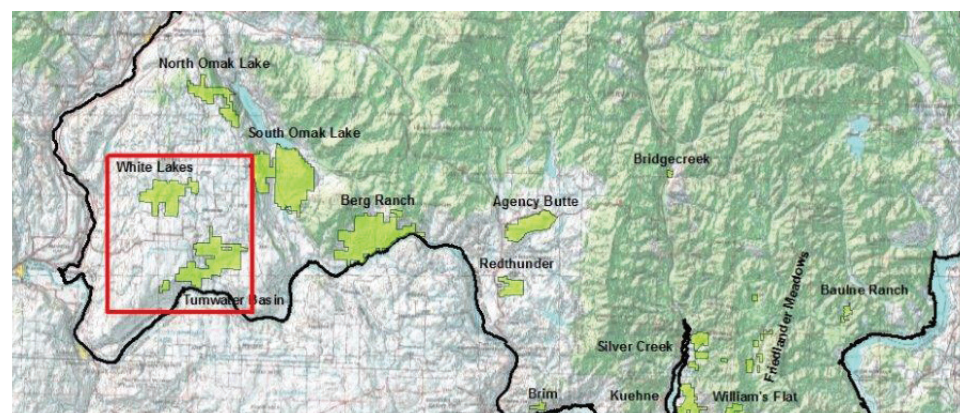 North Omak Lake
South Omak Lake
White Lakes
Bridgecreek
Berg Ranch
Agency Butte
Redthunder
Tumwater Basin
Friedlander Meadows
Baulne Ranch
Silver Creek
Brim
Kuehne
William's Flat